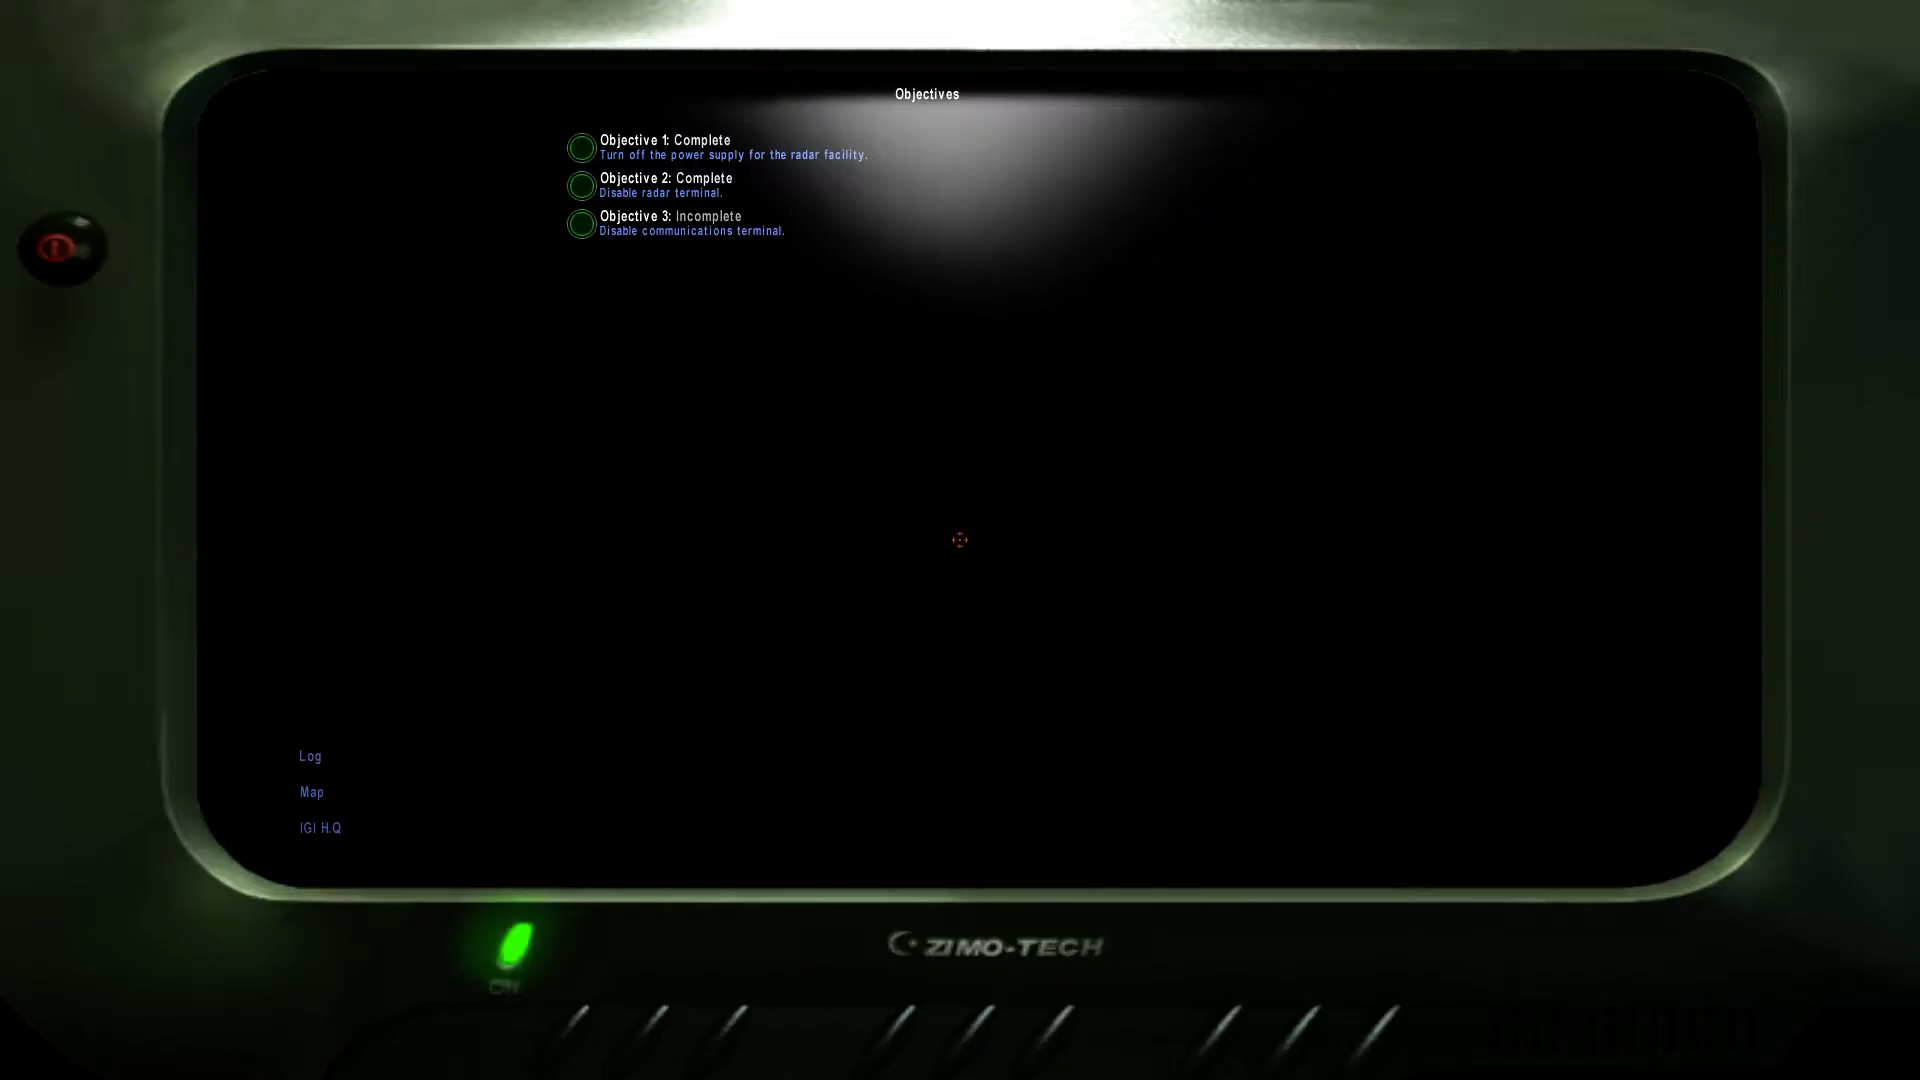 Objectives
Objective 1: Complete
Turn off the power supply for the radar facility.
Objective 2: Complete
Disable radar terminal.
Objective 3: Incomplete
Disable communications terminal.
Log
Map
IGI H.Q
ZIMO-TECH
ON